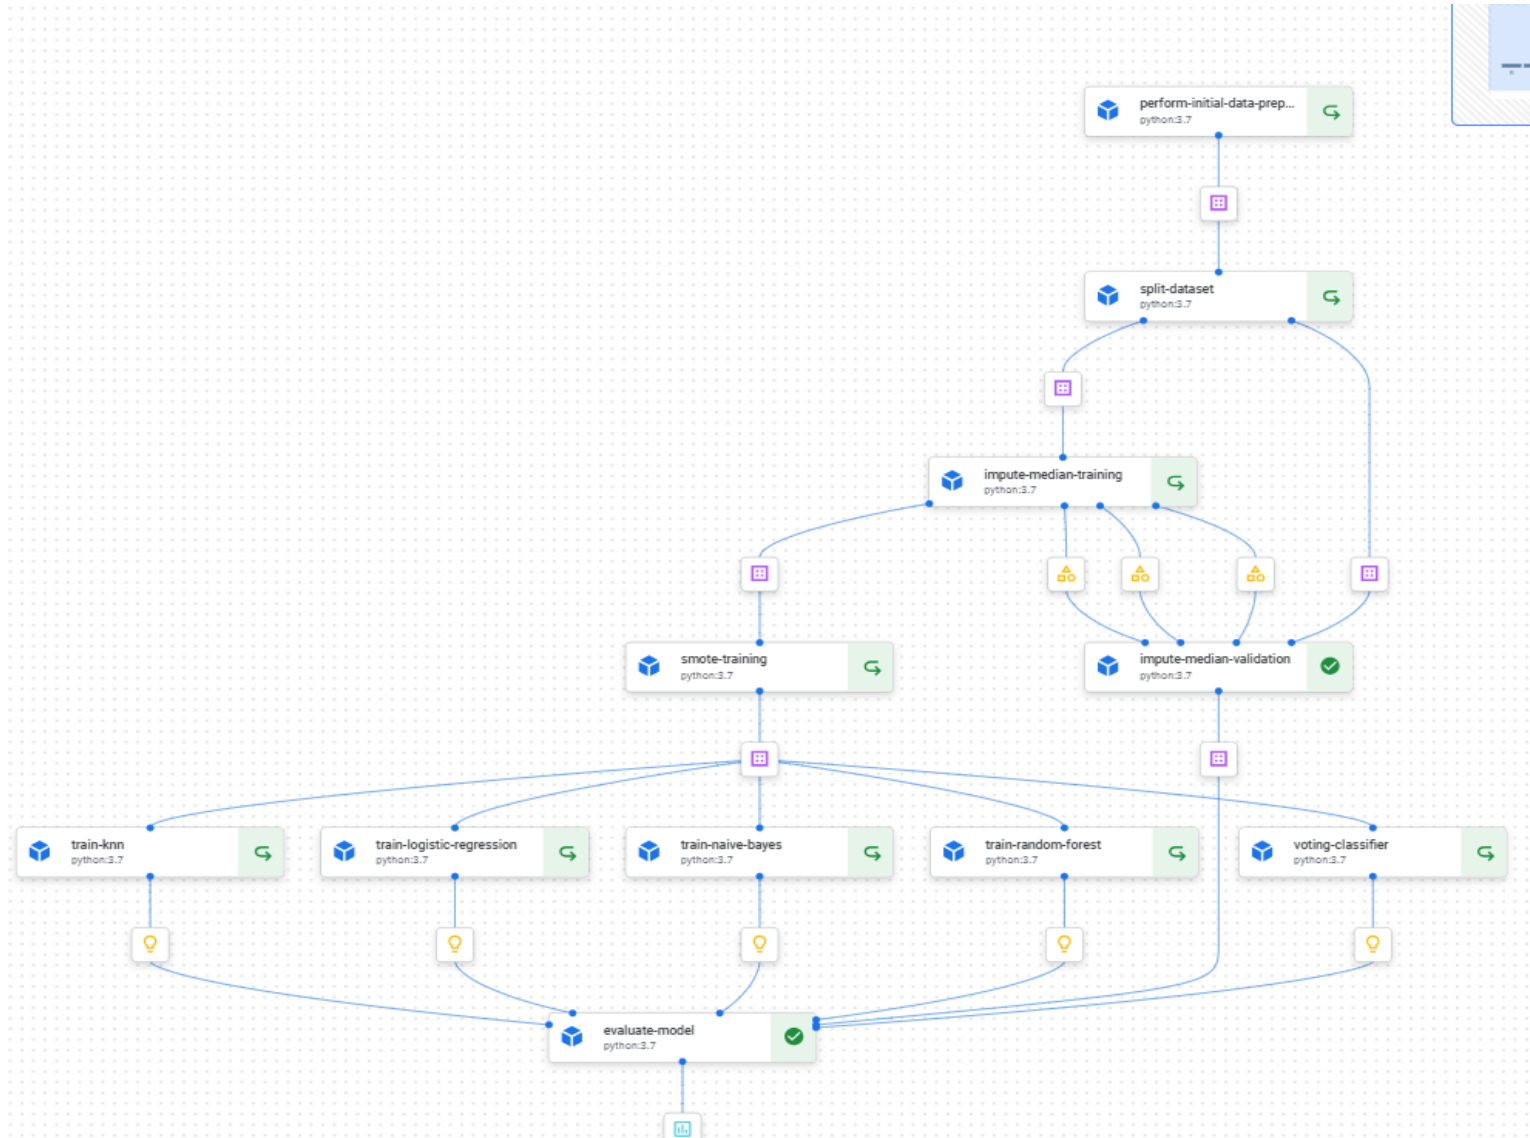 perform-initial-data-prep...
python:3.7
split-dataset
python:3.7
impute-median-training
python:3.7
smote-training
python:3.7
impute-median-validation
python:3.7
train-knn
python:3.7
train-logistic-regression
python:3.7
train-naive-bayes
python:3.7
train-random-forest
python:3.7
voting-classifier
python:3.7
evaluate-model
python:3.7